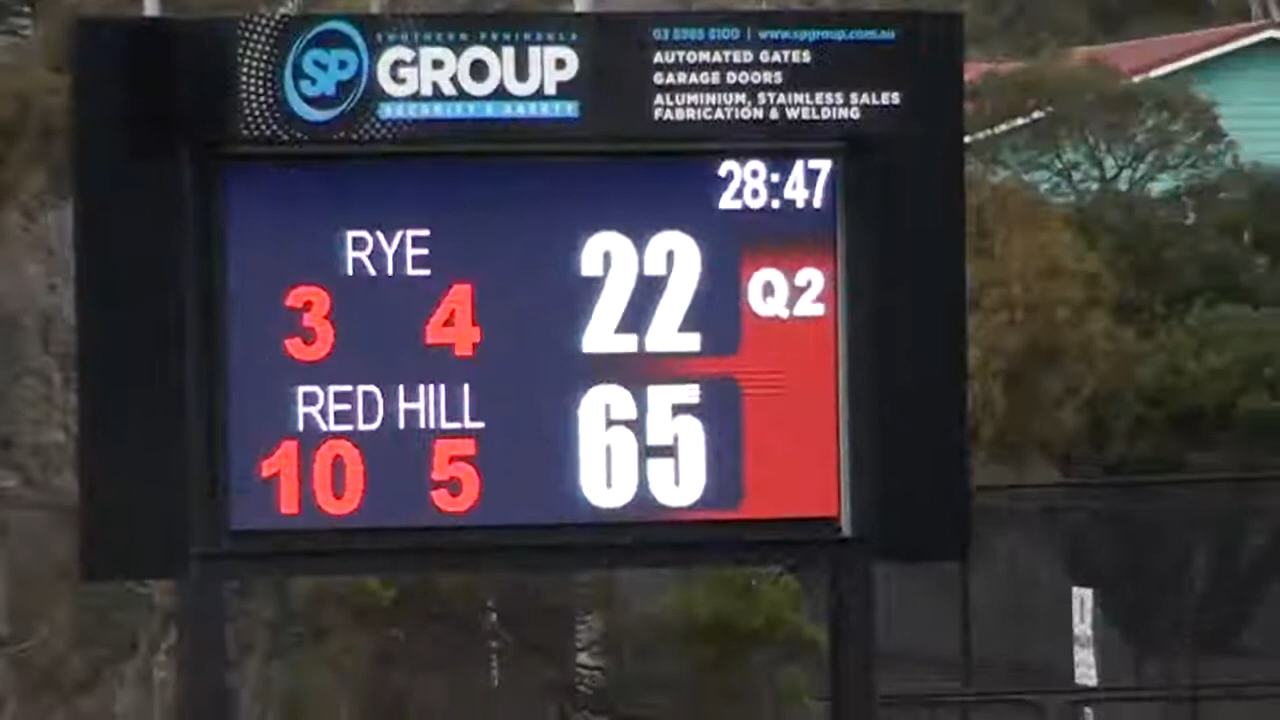 SP
SOUTHERN PENINSULA
GROUP
SECURITY & SAFETY
03 5985 8100 | www.spgroup.com.au
AUTOMATED GATES
GARAGE DOORS
ALUMINIUM, STAINLESS SALES
FABRICATION & WELDING
28:47
RYE
3 4 22
Q2
RED HILL
10 5 65